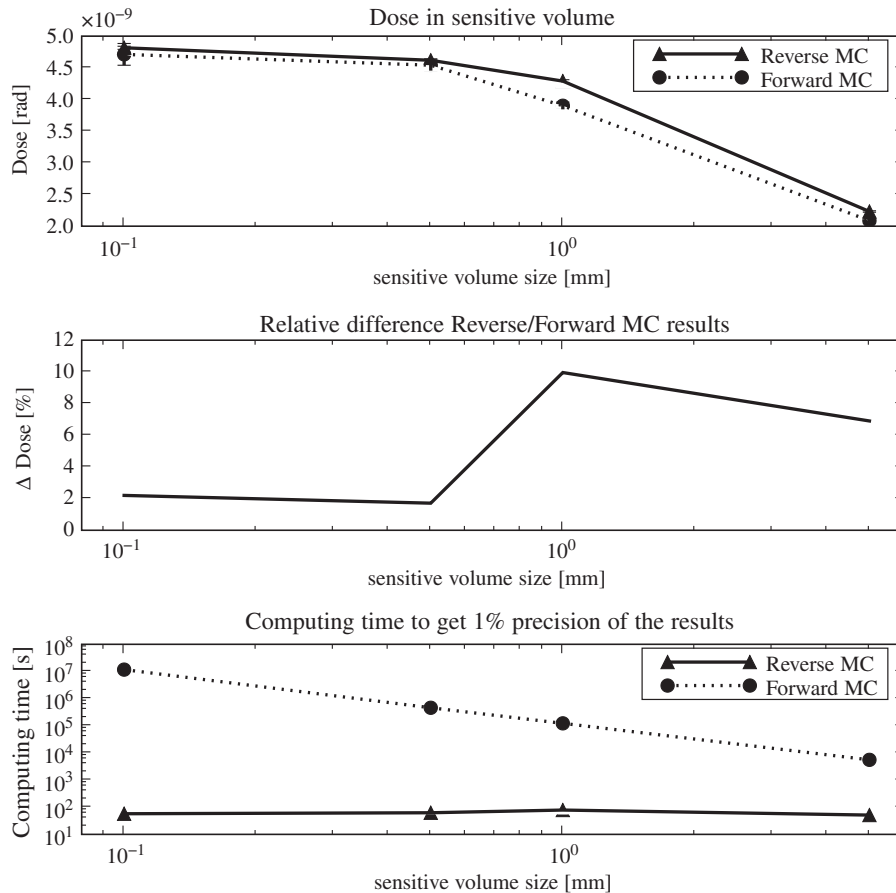 ×10⁻⁹
Dose in sensitive volume
5.0
4.5
4.0
3.5
3.0
2.5
2.0
Dose [rad]
Reverse MC
Forward MC
10⁻¹
10⁰
sensitive volume size [mm]
Relative difference Reverse/Forward MC results
12
10
8
6
4
2
0
Δ Dose [%]
10⁻¹
10⁰
sensitive volume size [mm]
Computing time to get 1% precision of the results
10⁸
10⁷
10⁶
10⁵
10⁴
10³
10²
10¹
Computing time [s]
Reverse MC
Forward MC
10⁻¹
10⁰
sensitive volume size [mm]